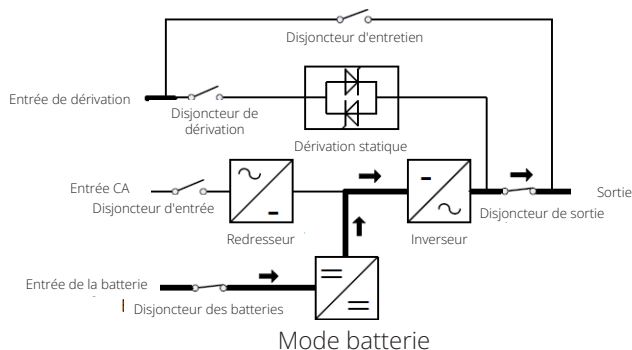 Disjoncteur d'entretien
Entrée de dérivation
Disjoncteur de
dérivation
Dérivation statique
Entrée CA
Disjoncteur d'entrée
Sortie
Disjoncteur de sortie
Redresseur
Inverseur
Entrée de la batterie
Disjoncteur des batteries
Mode batterie